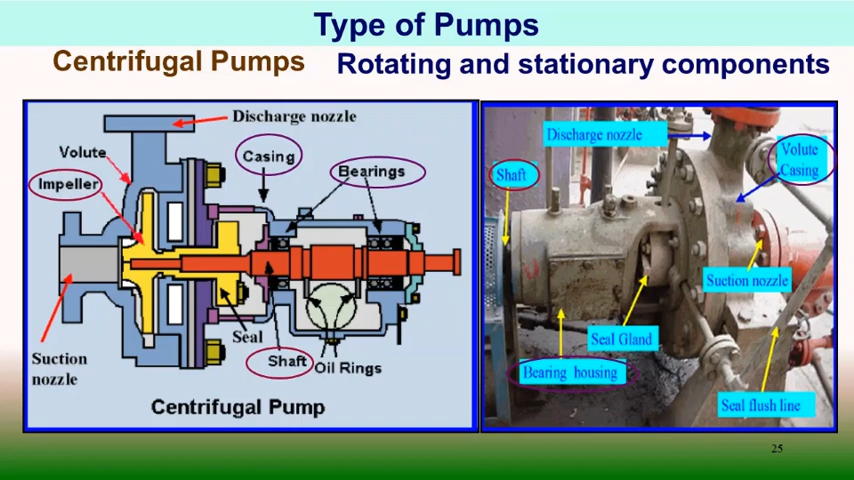 Type of Pumps
Centrifugal Pumps
Rotating and stationary components
Discharge nozzle
Volute
Casing
Impeller
Bearings
Suction
nozzle
Seal
Shaft
Oil Rings
Centrifugal Pump
Discharge nozzle
Volute
Casing
Shaft
Suction nozzle
Seal Gland
Bearing housing
Seal flush line
25